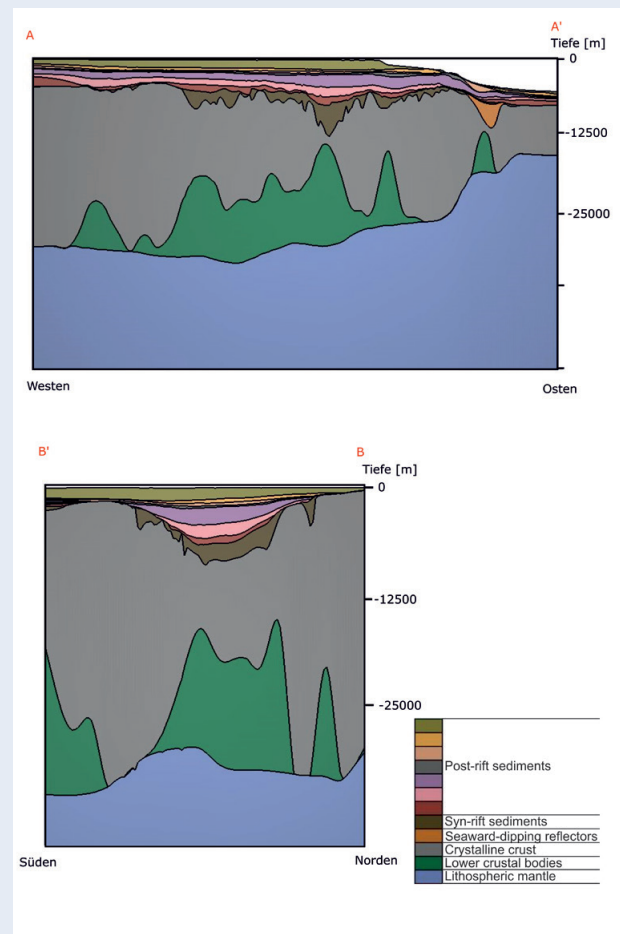 A
A'
Tiefe [m]
0
-12500
-25000
Westen
Osten
B'
B
Tiefe [m]
0
-12500
-25000
Post-rift sediments
Syn-rift sediments
Seaward-dipping reflectors
Crystalline crust
Lower crustal bodies
Lithospheric mantle
Süden
Norden